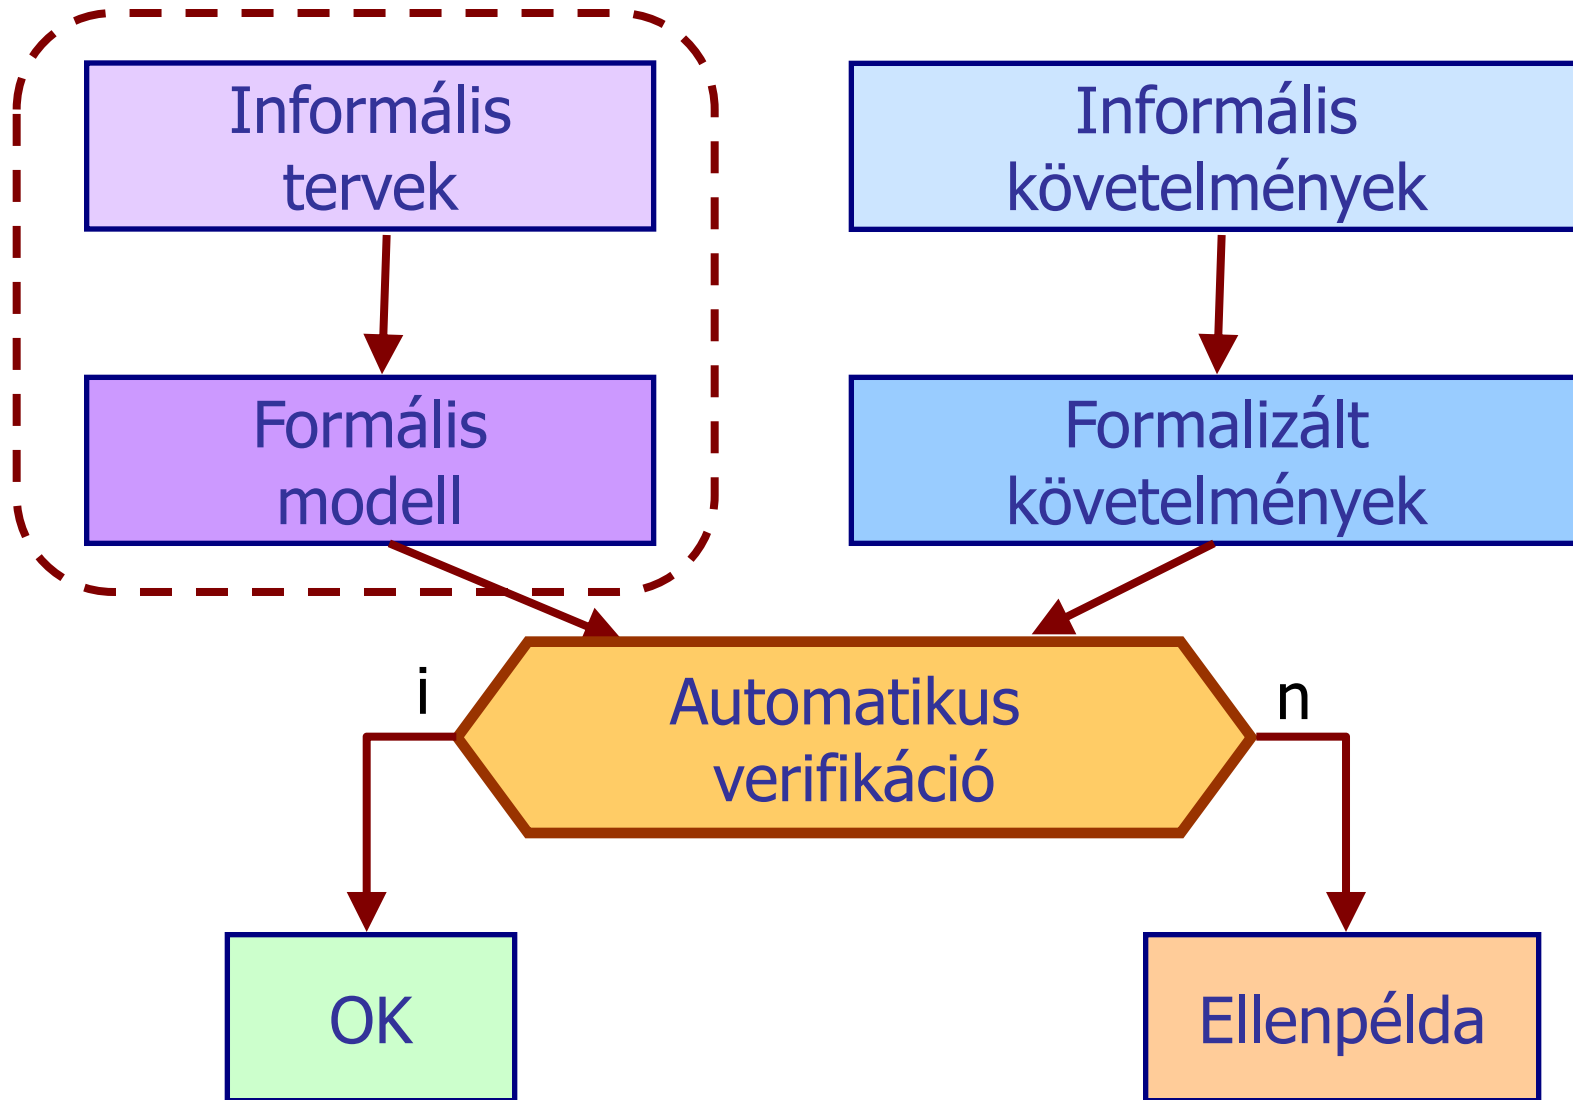 Informális
tervek
Informális
követelmények
Formális
modell
Formalizált
követelmények
i
Automatikus
verifikáció
n
OK
Ellenpélda